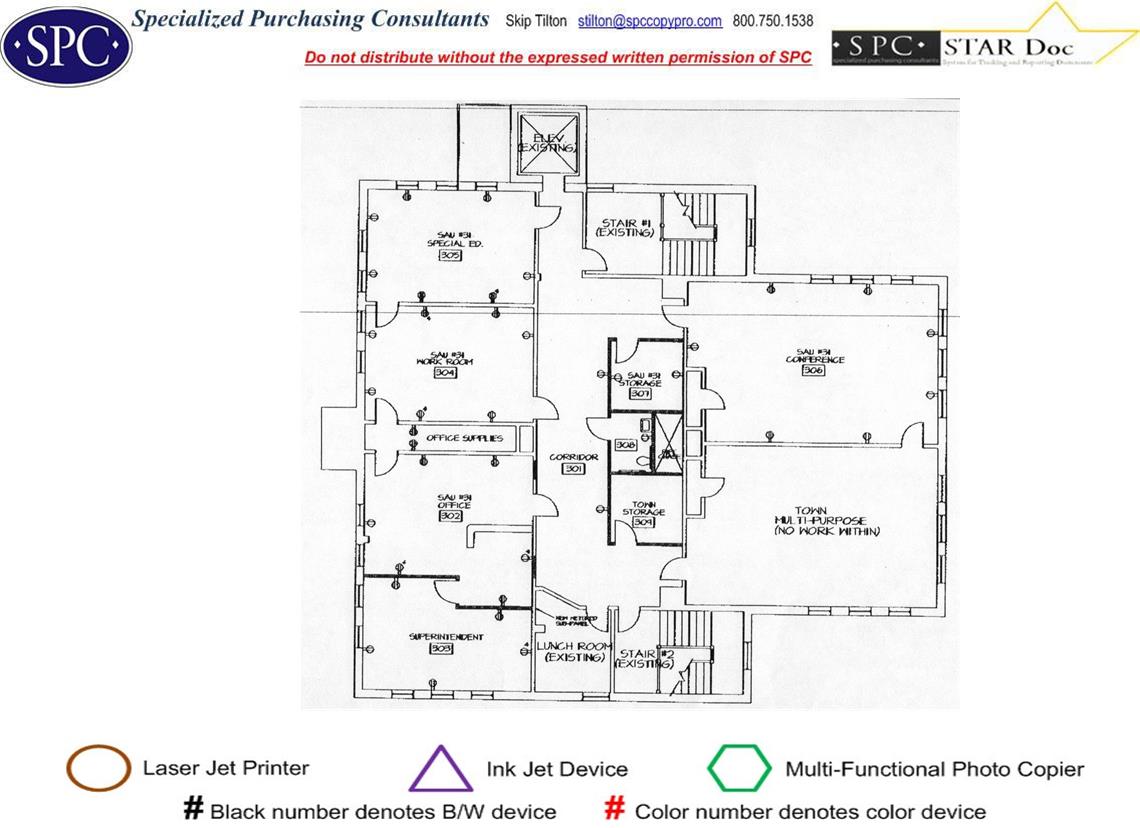 Specialized Purchasing Consultants Skip Tilton stilton@spccopypro.com 800.750.1538
·SPC·
Do not distribute without the expressed written permission of SPC
·SPC· STAR Doc
specialized purchasing consultants System for Tracking and Reporting Documents
ELEV.
(EXISTING)
STAIR #1
(EXISTING)
SAU #31
SPECIAL ED.
305
SAU #31
WORK ROOM
304
SAU #31
CONFERENCE
306
SAU #31
STORAGE
307
OFFICE SUPPLIES
308
CORRIDOR
301
SAU #31
OFFICE
302
TOWN
STORAGE
309
TOWN
MULTI-PURPOSE
(NO WORK WITHIN)
NEW METERED
SUB-PANEL
SUPERINTENDENT
303
LUNCH ROOM
(EXISTING)
STAIR #2
(EXISTING)
Laser Jet Printer
Ink Jet Device
Multi-Functional Photo Copier
# Black number denotes B/W device
# Color number denotes color device